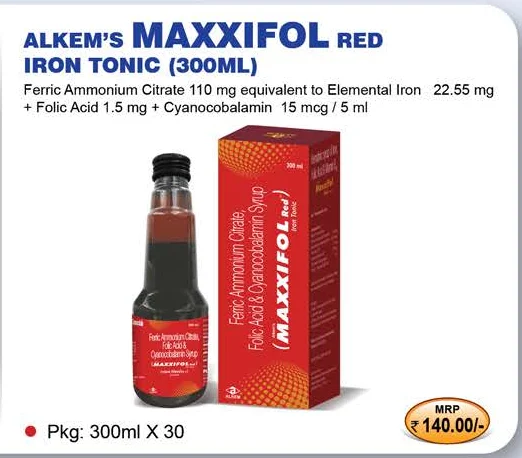 ALKEM'S MAXXIFOL RED
IRON TONIC (300ML)
Ferric Ammonium Citrate 110 mg equivalent to Elemental Iron 22.55 mg
+ Folic Acid 1.5 mg + Cyanocobalamin 15 mcg / 5 ml
300 ml
Ferric Ammonium Citrate,
Folic Acid & Cyanocobalamin Syrup
MAXXIFOL Red
Iron Tonic
ALKEM
Ferric Ammonium Citrate,
Folic Acid &
Cyanocobalamin Syrup
MAXXIFOL Red
Pkg: 300ml X 30
MRP
₹ 140.00/-